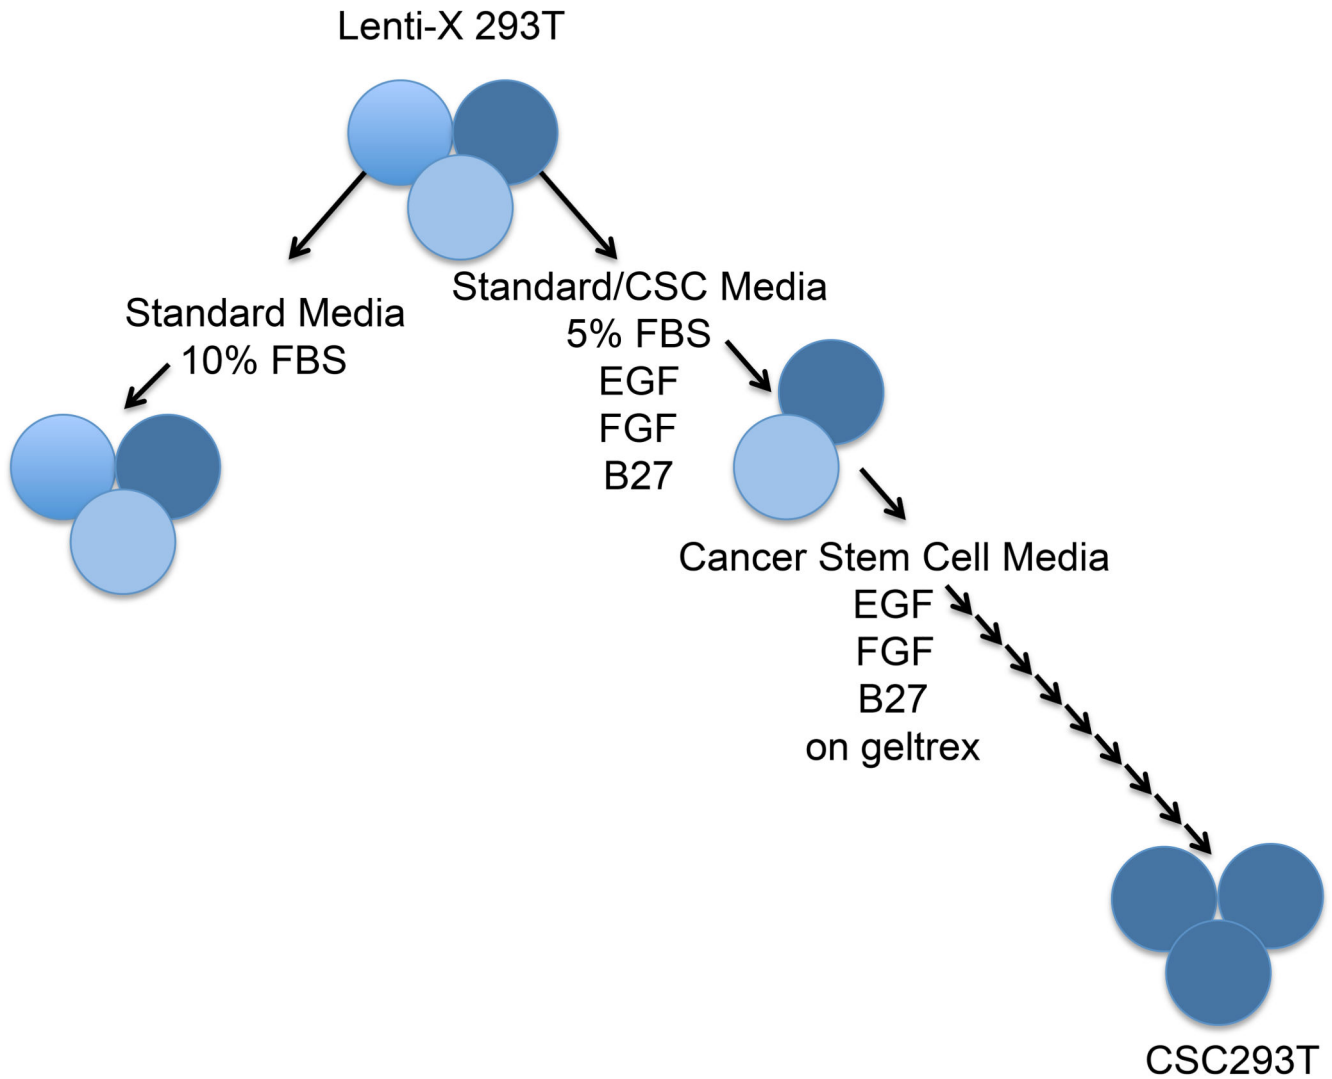 Lenti-X 293T
Standard Media
10% FBS
Standard/CSC Media
5% FBS
EGF
FGF
B27
Cancer Stem Cell Media
EGF
FGF
B27
on geltrex
CSC293T